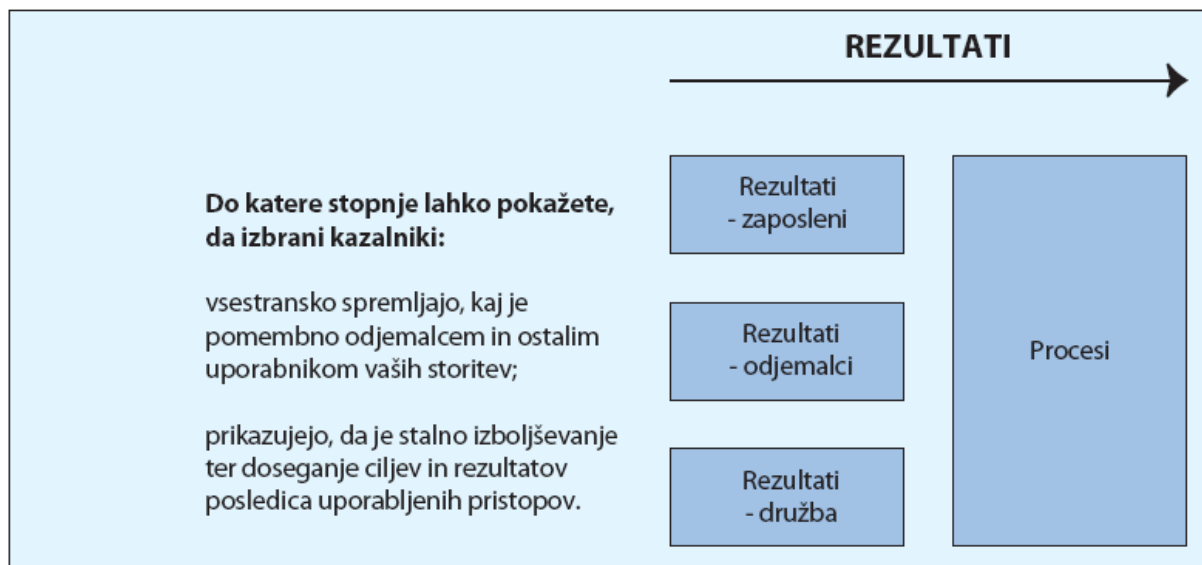 REZULTATI
Do katere stopnje lahko pokažete,
da izbrani kazalniki:
vsestransko spremljajo, kaj je
pomembno odjemalcem in ostalim
uporabnikom vaših storitev;
prikazujejo, da je stalno izboljševanje
ter doseganje ciljev in rezultatov
posledica uporabljenih pristopov.
Rezultati
- zaposleni
Rezultati
- odjemalci
Rezultati
- družba
Procesi